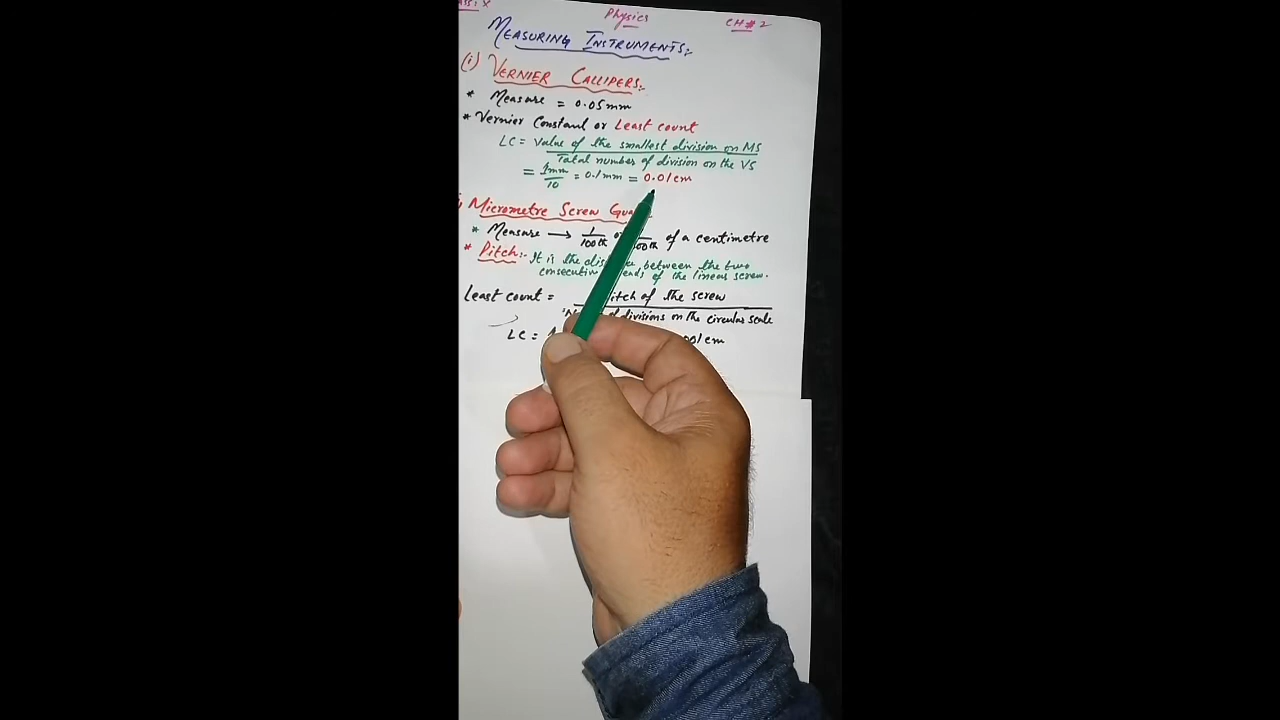 Physics
CH # 2
MEASURING INSTRUMENTS:-
(i) VERNIER CALLIPERS:-
* Measure = 0.05mm
* Vernier Constant or Least count
LC = Value of the smallest division on MS
Total number of division on the VS
= 1mm/10 = 0.1mm = 0.01cm
Micrometre Screw
* Measure → 1/100th of a centimetre
* Pitch:- It is the between the two
of the linear screw.
Least count = of the screw
of divisions on the circular scale
LC = cm